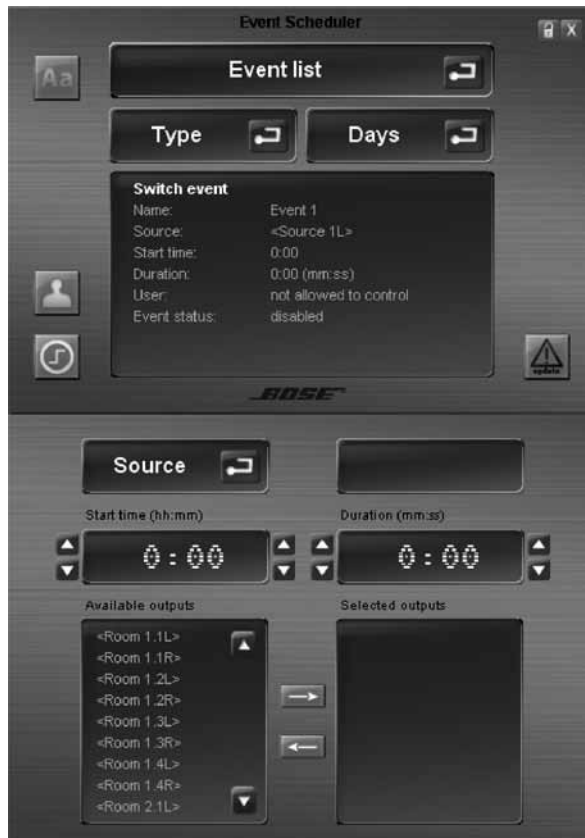 Event Scheduler
X
Aa
Event list
Type
Days
Switch event
Name: Event 1
Source: <Source 1L>
Start time: 0:00
Duration: 0:00 (mm:ss)
User: not allowed to control
Event status: disabled
update
BOSE
Source
Start time (hh:mm)
Duration (mm:ss)
0:00
0:00
Available outputs
Selected outputs
<Room 1.1L>
<Room 1.1R>
<Room 1.2L>
<Room 1.2R>
<Room 1.3L>
<Room 1.3R>
<Room 1.4L>
<Room 1.4R>
<Room 2.1L>